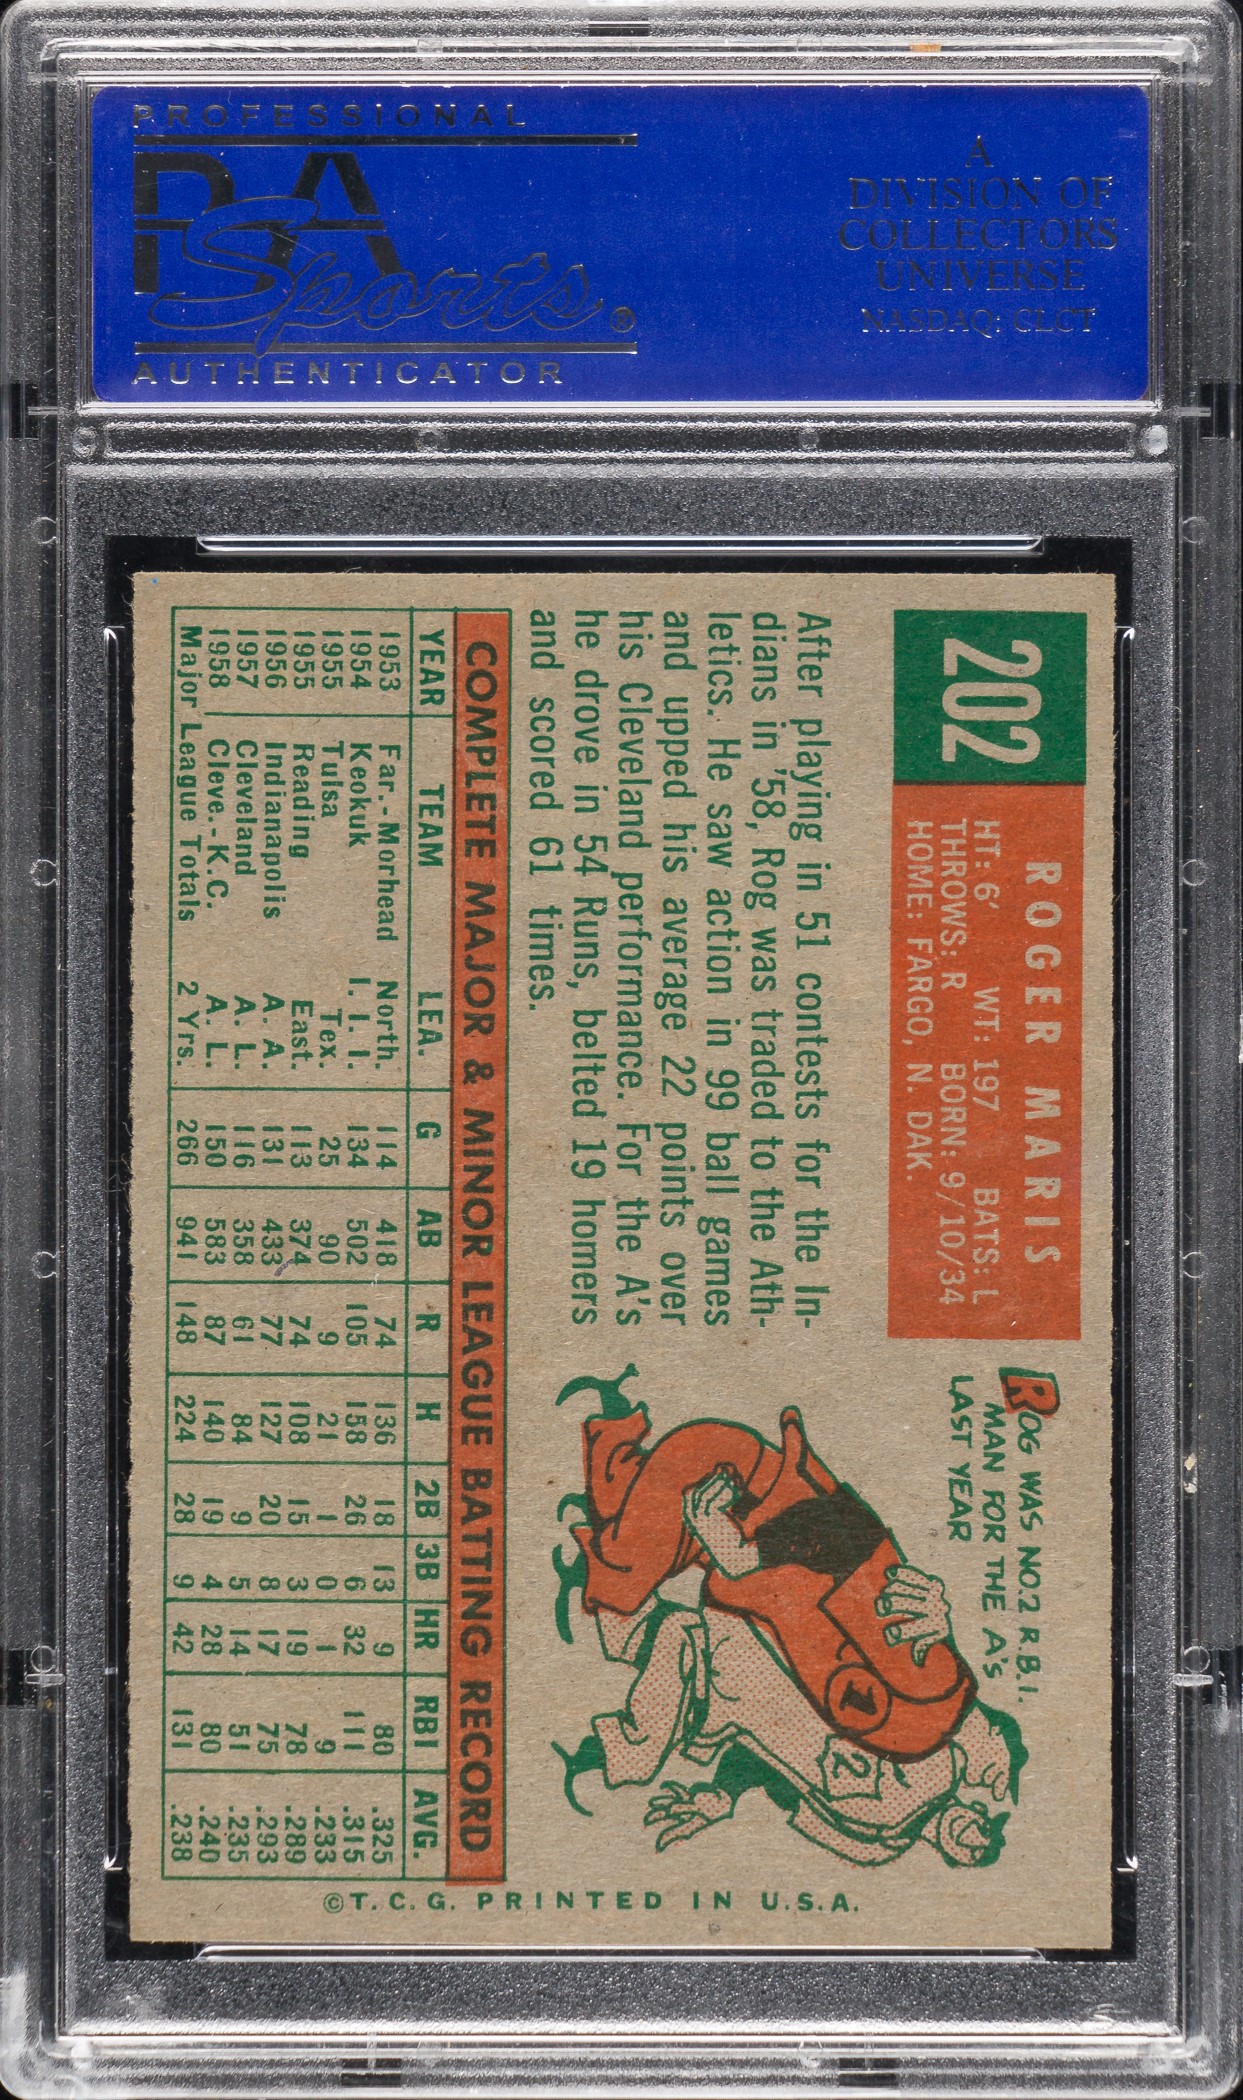 PROFESSIONAL
PSA
Sports®
AUTHENTICATOR
A
DIVISION OF
COLLECTORS
UNIVERSE
NASDAQ: CLCT
202
ROGER MARIS
HT: 6' WT: 197 BATS: L
THROWS: R BORN: 9/10/34
HOME: FARGO, N. DAK.
ROG WAS NO.2 R.B.I.
MAN FOR THE A's
LAST YEAR
1
2
After playing in 51 contests for the In-
dians in '58, Rog was traded to the Ath-
letics. He saw action in 99 ball games
and upped his average 22 points over
his Cleveland performance. For the A's
he drove in 54 Runs, belted 19 homers
and scored 61 times.
COMPLETE MAJOR & MINOR LEAGUE BATTING RECORD
YEAR TEAM LEA. G AB R H 2B 3B HR RBI AVG.
1953 Far.-Morhead North. 114 418 74 136 18 13 9 80 .325
1954 Keokuk I. I. I. 134 502 105 158 26 6 32 111 .315
1955 Tulsa Tex. 25 90 9 21 1 0 1 9 .233
1955 Reading East. 113 374 74 108 15 3 19 78 .289
1956 Indianapolis A. A. 131 433 77 127 20 8 17 75 .293
1957 Cleveland A. L. 116 358 61 84 9 5 14 51 .235
1958 Cleve.-K.C. A. L. 150 583 87 140 19 4 28 80 .240
Major League Totals 2 Yrs. 266 941 148 224 28 9 42 131 .238
©T. C. G. PRINTED IN U.S.A.